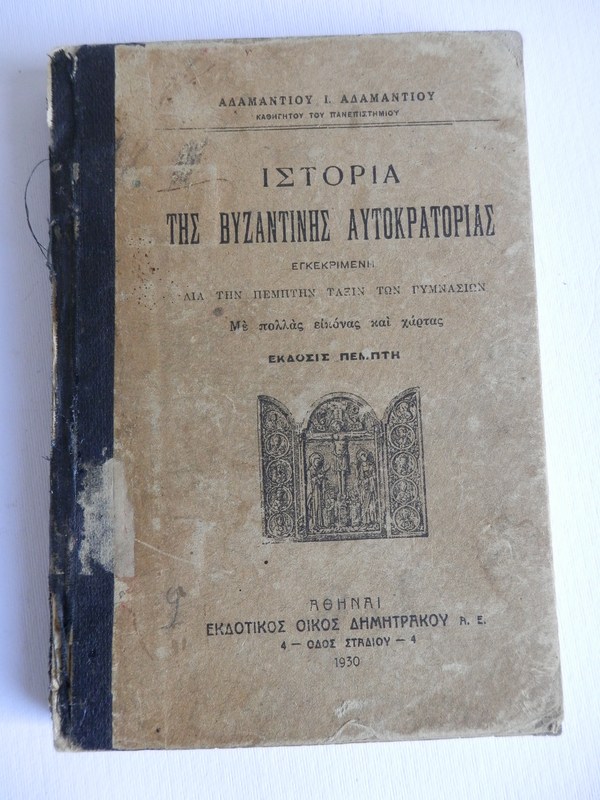 ΑΔΑΜΑΝΤΙΟΥ Ι. ΑΔΑΜΑΝΤΙΟΥ
ΚΑΘΗΓΗΤΟΥ ΤΟΥ ΠΑΝΕΠΙΣΤΗΜΙΟΥ
ΙΣΤΟΡΙΑ
ΤΗΣ ΒΥΖΑΝΤΙΝΗΣ ΑΥΤΟΚΡΑΤΟΡΙΑΣ
ΕΓΚΕΚΡΙΜΕΝΗ
ΔΙΑ ΤΗΝ ΠΕΜΠΤΗΝ ΤΑΞΙΝ ΤΩΝ ΓΥΜΝΑΣΙΩΝ
Μὲ πολλὰς εἰκόνας καὶ χάρτας
ΕΚΔΟΣΙΣ ΠΕΜΠΤΗ
ΑΘΗΝΑΙ
ΕΚΔΟΤΙΚΟΣ ΟΙΚΟΣ ΔΗΜΗΤΡΑΚΟΥ Α. Ε.
4 — ΟΔΟΣ ΣΤΑΔΙΟΥ — 4
1930